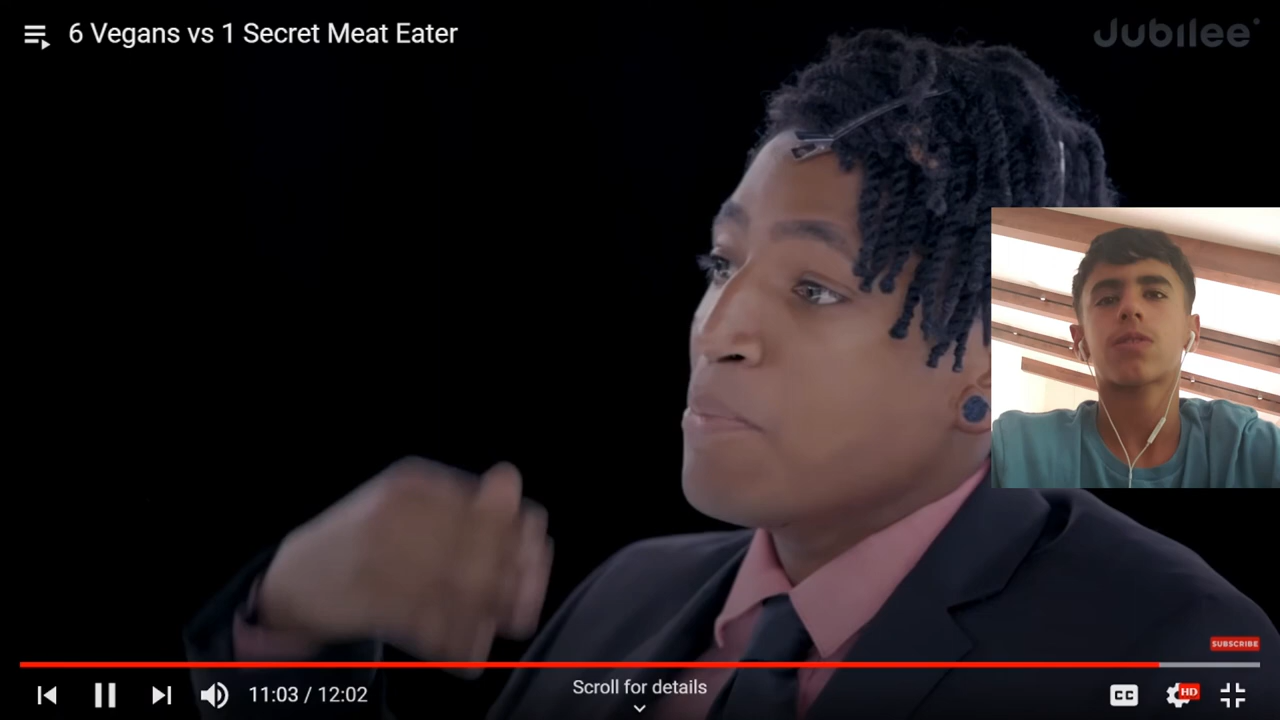 6 Vegans vs 1 Secret Meat Eater
Jubilee
SUBSCRIBE
11:03 / 12:02
Scroll for details
CC
HD